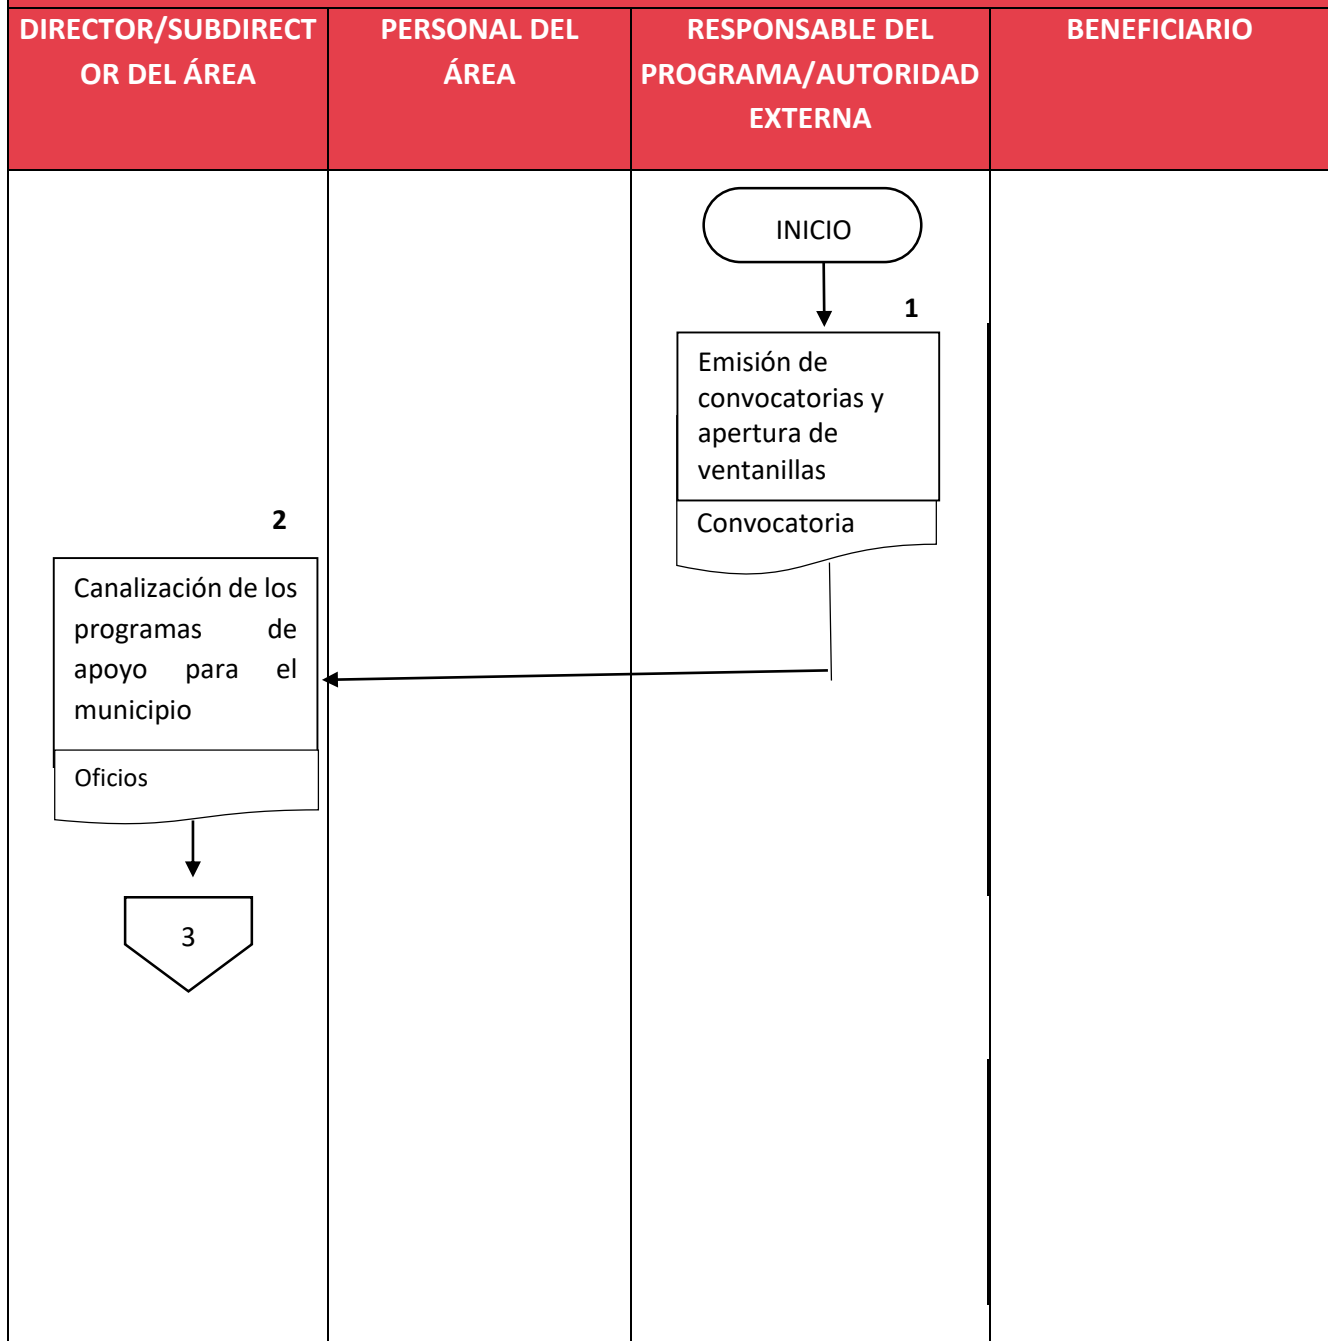 DIRECTOR/SUBDIRECT
OR DEL ÁREA
PERSONAL DEL
ÁREA
RESPONSABLE DEL
PROGRAMA/AUTORIDAD
EXTERNA
BENEFICIARIO
INICIO
1
Emisión de
convocatorias y
apertura de
ventanillas
Convocatoria
2
Canalización de los
programas de
apoyo para el
municipio
Oficios
3